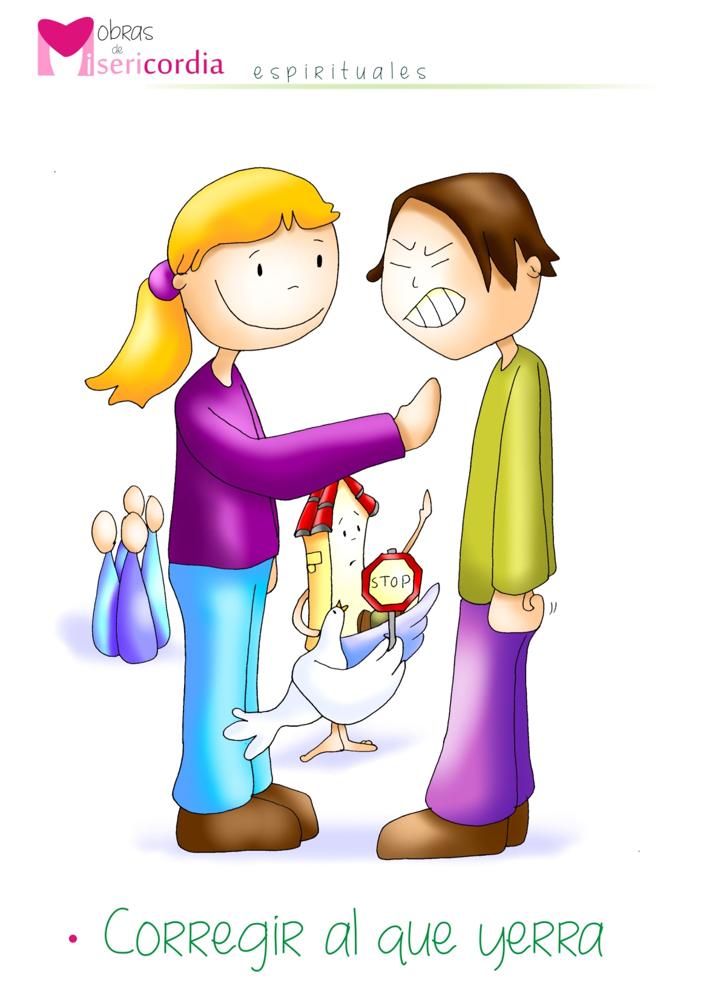 obras
de
Misericordia espirituales
STOP
• Corregir al que yerra